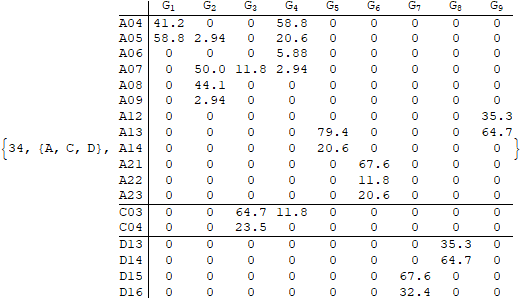 G₁ G₂ G₃ G₄ G₅ G₆ G₇ G₈ G₉
A04 41.2 0 0 58.8 0 0 0 0 0
A05 58.8 2.94 0 20.6 0 0 0 0 0
A06 0 0 0 5.88 0 0 0 0 0
A07 0 50.0 11.8 2.94 0 0 0 0 0
A08 0 44.1 0 0 0 0 0 0 0
A09 0 2.94 0 0 0 0 0 0 0
A12 0 0 0 0 0 0 0 0 35.3
A13 0 0 0 0 79.4 0 0 0 64.7
{34, {A, C, D}, A14 0 0 0 0 20.6 0 0 0 0}
A21 0 0 0 0 0 67.6 0 0 0
A22 0 0 0 0 0 11.8 0 0 0
A23 0 0 0 0 0 20.6 0 0 0
C03 0 0 64.7 11.8 0 0 0 0 0
C04 0 0 23.5 0 0 0 0 0 0
D13 0 0 0 0 0 0 0 35.3 0
D14 0 0 0 0 0 0 0 64.7 0
D15 0 0 0 0 0 0 67.6 0 0
D16 0 0 0 0 0 0 32.4 0 0